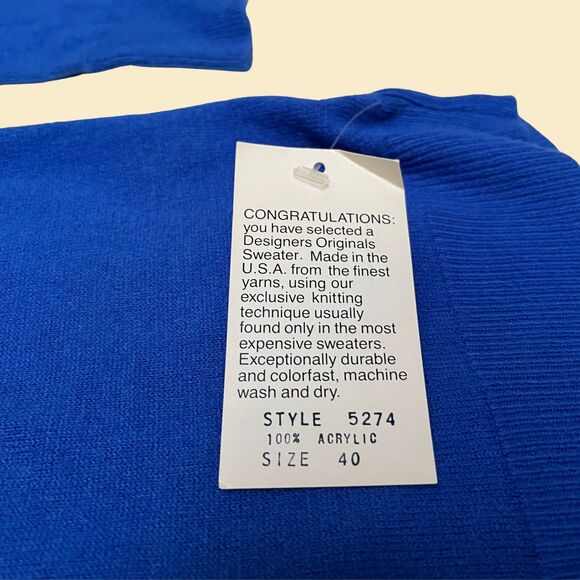 CONGRATULATIONS:
you have selected a
Designers Originals
Sweater. Made in the
U.S.A. from the finest
yarns, using our
exclusive knitting
technique usually
found only in the most
expensive sweaters.
Exceptionally durable
and colorfast, machine
wash and dry.
STYLE 5274
100% ACRYLIC
SIZE 40